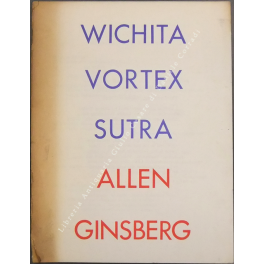 WICHITA
VORTEX
SUTRA
ALLEN
GINSBERG